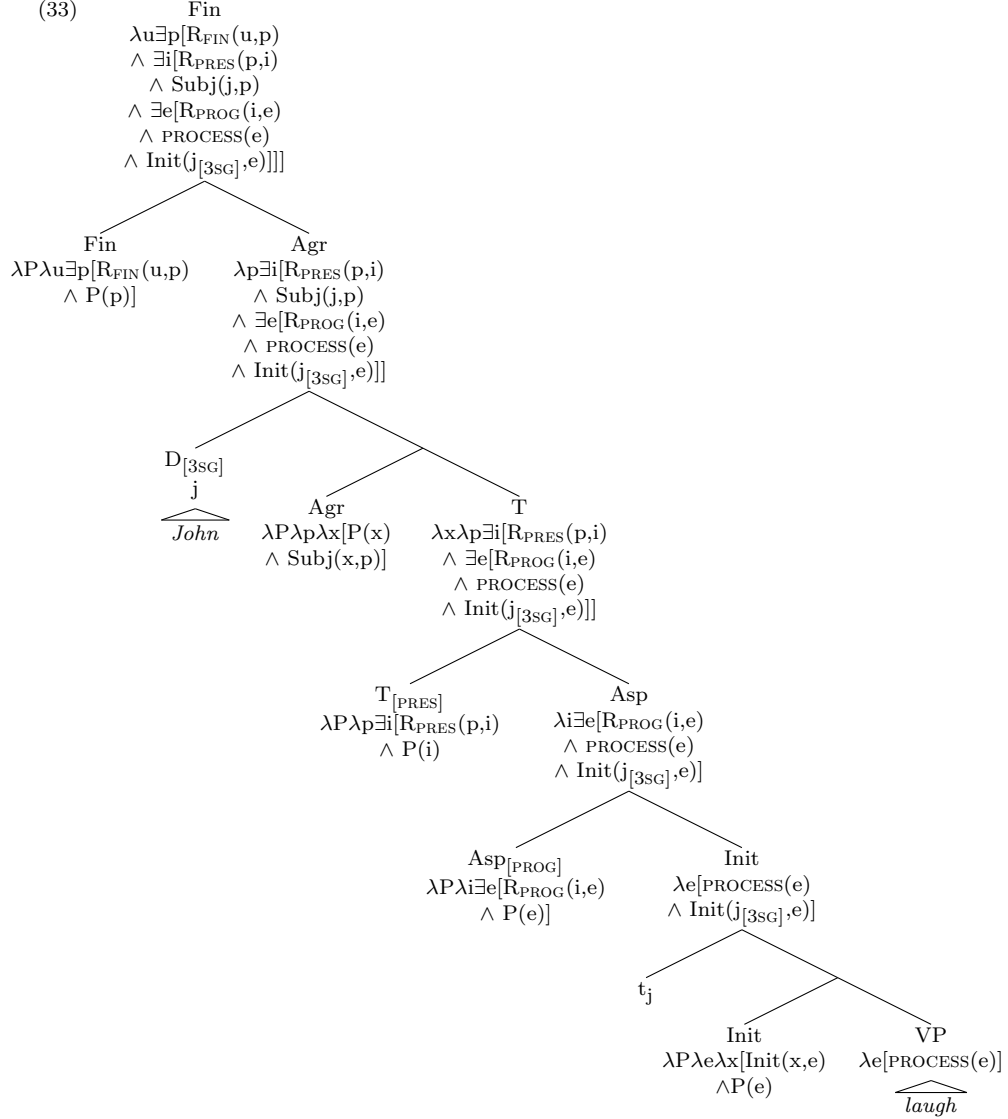 (33)
Fin
λu∃p[R_FIN(u,p)
∧ ∃i[R_PRES(p,i)
∧ Subj(j,p)
∧ ∃e[R_PROG(i,e)
∧ PROCESS(e)
∧ Init(j_[3SG],e)]]]
Fin
λPλu∃p[R_FIN(u,p)
∧ P(p)]
Agr
λp∃i[R_PRES(p,i)
∧ Subj(j,p)
∧ ∃e[R_PROG(i,e)
∧ PROCESS(e)
∧ Init(j_[3SG],e)]]
D_[3SG]
j
John
Agr
λPλpλx[P(x)
∧ Subj(x,p)]
T
λxλp∃i[R_PRES(p,i)
∧ ∃e[R_PROG(i,e)
∧ PROCESS(e)
∧ Init(j_[3SG],e)]]
T_[PRES]
λPλp∃i[R_PRES(p,i)
∧ P(i)
Asp
λi∃e[R_PROG(i,e)
∧ PROCESS(e)
∧ Init(j_[3SG],e)]
Asp_[PROG]
λPλi∃e[R_PROG(i,e)
∧ P(e)]
Init
λe[PROCESS(e)
∧ Init(j_[3SG],e)]
t_j
Init
λPλeλx[Init(x,e)
∧P(e)
VP
λe[PROCESS(e)]
laugh